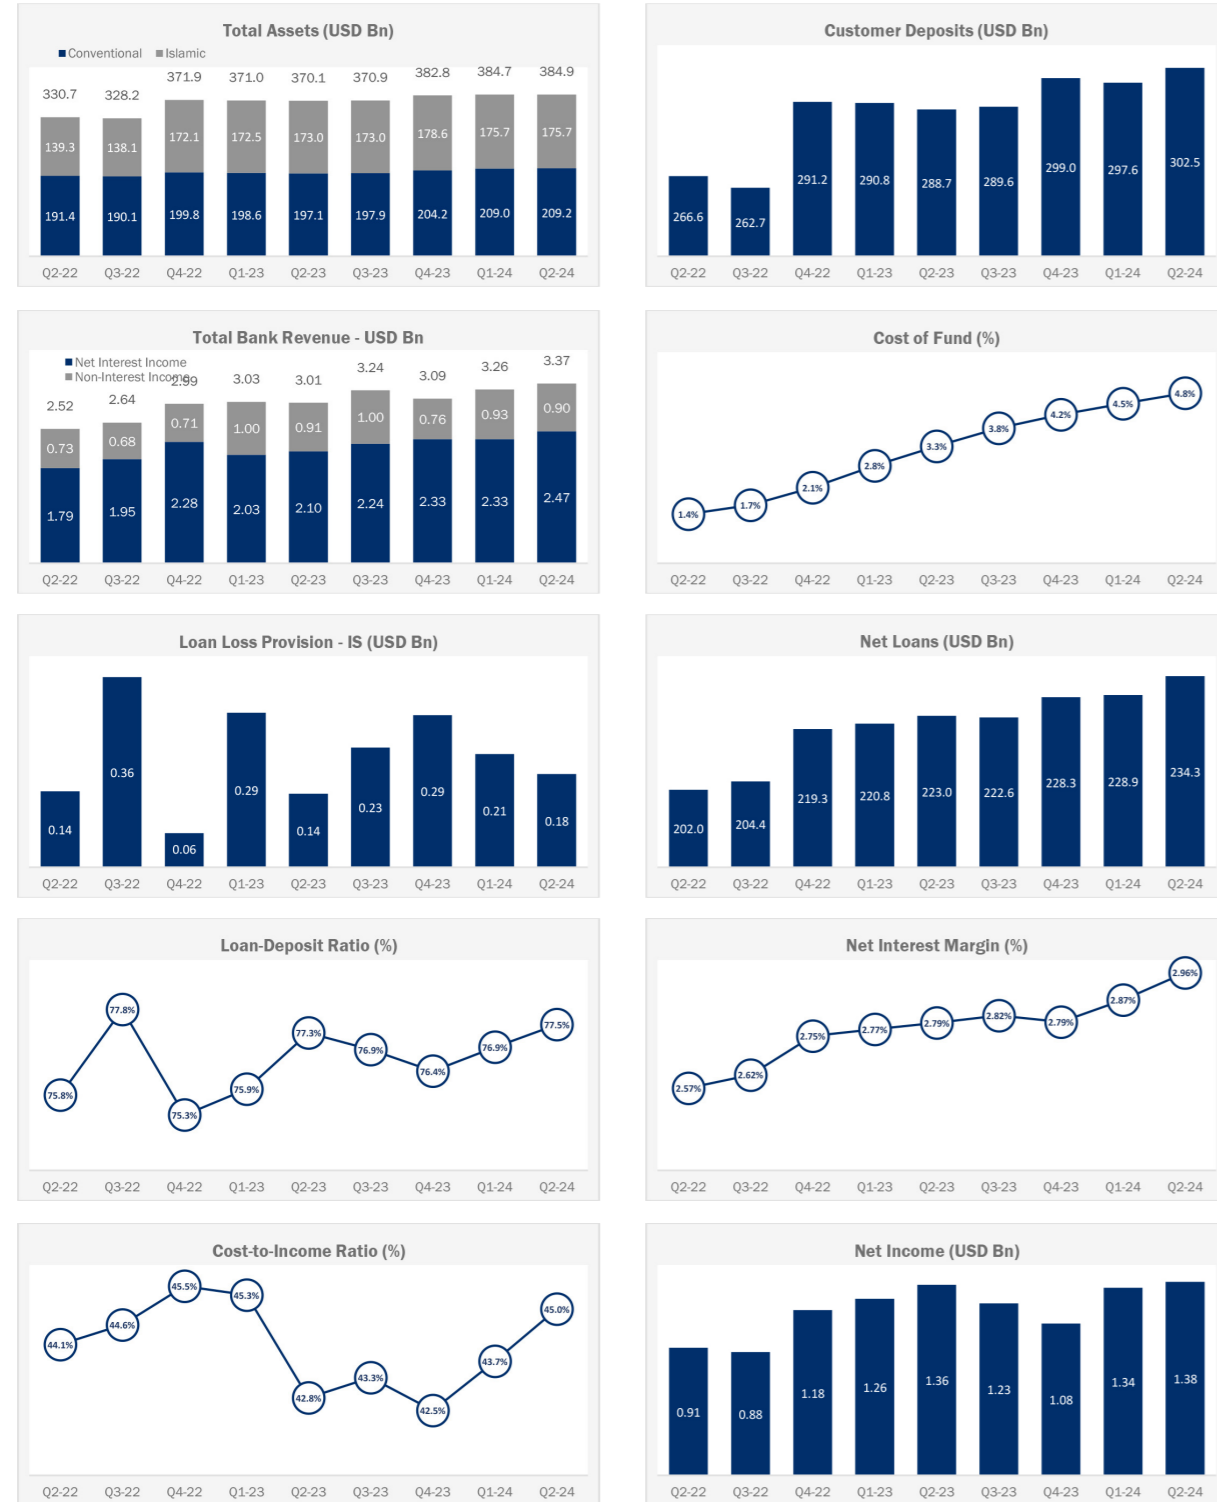 Total Assets (USD Bn)
Conventional Islamic
330.7 328.2 371.9 371.0 370.1 370.9 382.8 384.7 384.9
139.3 138.1 172.1 172.5 173.0 173.0 178.6 175.7 175.7
191.4 190.1 199.8 198.6 197.1 197.9 204.2 209.0 209.2
Q2-22 Q3-22 Q4-22 Q1-23 Q2-23 Q3-23 Q4-23 Q1-24 Q2-24
Customer Deposits (USD Bn)
266.6 262.7 291.2 290.8 288.7 289.6 299.0 297.6 302.5
Q2-22 Q3-22 Q4-22 Q1-23 Q2-23 Q3-23 Q4-23 Q1-24 Q2-24
Total Bank Revenue - USD Bn
Net Interest Income
Non-Interest Income
2.52 2.64 2.99 3.03 3.01 3.24 3.09 3.26 3.37
0.73 0.68 0.71 1.00 0.91 1.00 0.76 0.93 0.90
1.79 1.95 2.28 2.03 2.10 2.24 2.33 2.33 2.47
Q2-22 Q3-22 Q4-22 Q1-23 Q2-23 Q3-23 Q4-23 Q1-24 Q2-24
Cost of Fund (%)
1.4% 1.7% 2.1% 2.8% 3.3% 3.8% 4.2% 4.5% 4.8%
Q2-22 Q3-22 Q4-22 Q1-23 Q2-23 Q3-23 Q4-23 Q1-24 Q2-24
Loan Loss Provision - IS (USD Bn)
0.14 0.36 0.06 0.29 0.14 0.23 0.29 0.21 0.18
Q2-22 Q3-22 Q4-22 Q1-23 Q2-23 Q3-23 Q4-23 Q1-24 Q2-24
Net Loans (USD Bn)
202.0 204.4 219.3 220.8 223.0 222.6 228.3 228.9 234.3
Q2-22 Q3-22 Q4-22 Q1-23 Q2-23 Q3-23 Q4-23 Q1-24 Q2-24
Loan-Deposit Ratio (%)
75.8% 77.8% 75.3% 75.9% 77.3% 76.9% 76.4% 76.9% 77.5%
Q2-22 Q3-22 Q4-22 Q1-23 Q2-23 Q3-23 Q4-23 Q1-24 Q2-24
Net Interest Margin (%)
2.57% 2.62% 2.75% 2.77% 2.79% 2.82% 2.79% 2.87% 2.96%
Q2-22 Q3-22 Q4-22 Q1-23 Q2-23 Q3-23 Q4-23 Q1-24 Q2-24
Cost-to-Income Ratio (%)
44.1% 44.6% 45.5% 45.3% 42.8% 43.3% 42.5% 43.7% 45.0%
Q2-22 Q3-22 Q4-22 Q1-23 Q2-23 Q3-23 Q4-23 Q1-24 Q2-24
Net Income (USD Bn)
0.91 0.88 1.18 1.26 1.36 1.23 1.08 1.34 1.38
Q2-22 Q3-22 Q4-22 Q1-23 Q2-23 Q3-23 Q4-23 Q1-24 Q2-24